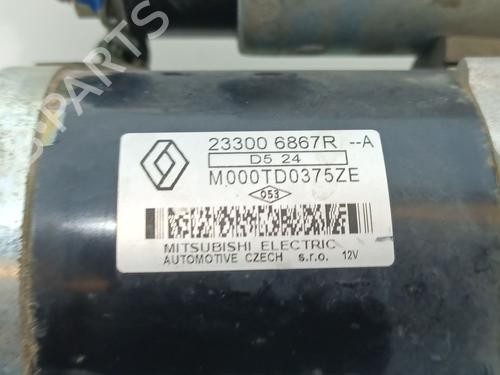 23300 6867R --A
D5 24
M000TD0375ZE
053
MITSUBISHI ELECTRIC
AUTOMOTIVE CZECH s.r.o. 12V